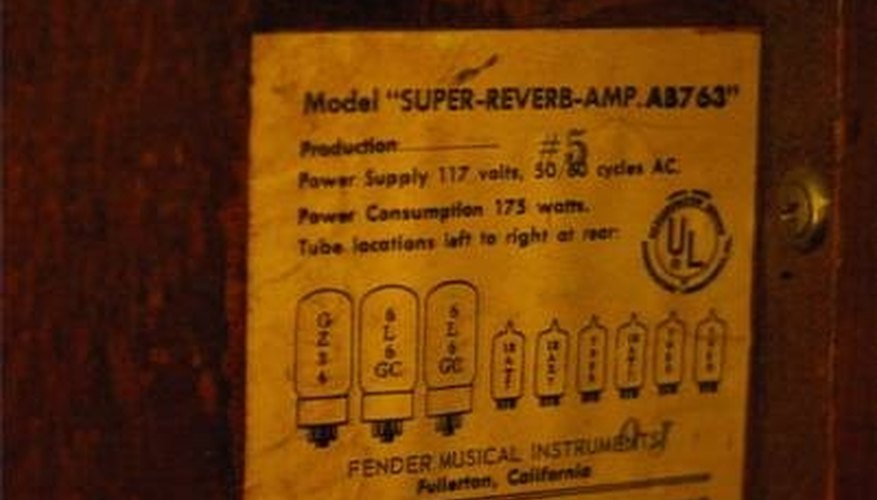 Model "SUPER-REVERB-AMP. AB763"
Production #5
Power Supply 117 volts, 50/60 cycles AC.
Power Consumption 175 watts.
Tube locations left to right at rear:
UL
GZ34
6L6GC
6L6GC
FENDER MUSICAL INSTRUMENTS
Fullerton, California